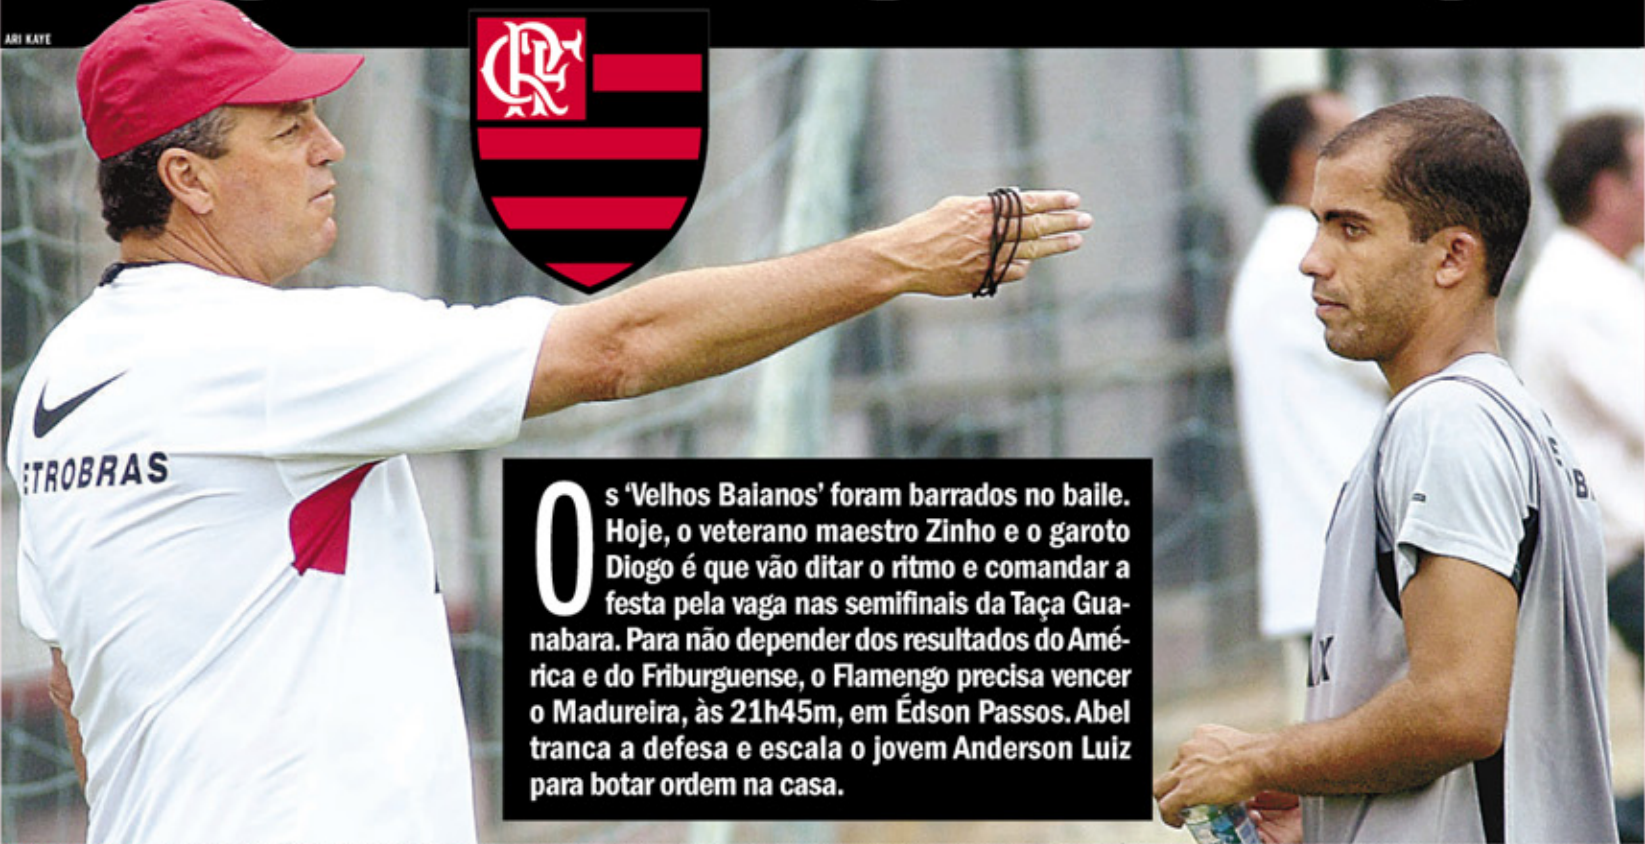 ARI KAYE
CRF
ETROBRAS
Os ‘Velhos Baianos’ foram barrados no baile.
Hoje, o veterano maestro Zinho e o garoto
Diogo é que vão ditar o ritmo e comandar a
festa pela vaga nas semifinais da Taça Gua-
nabara. Para não depender dos resultados do Amé-
rica e do Friburguense, o Flamengo precisa vencer
o Madureira, às 21h45m, em Édson Passos. Abel
tranca a defesa e escala o jovem Anderson Luiz
para botar ordem na casa.